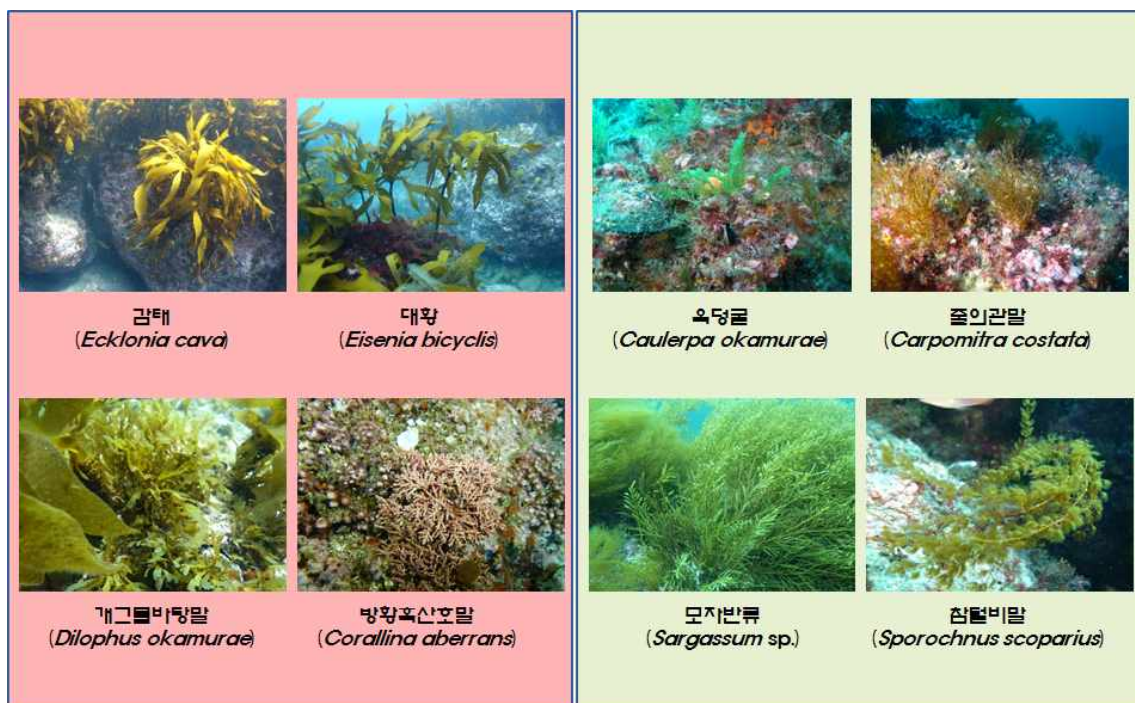 감태
(Ecklonia cava)
대황
(Eisenia bicyclis)
옥덩굴
(Caulerpa okamurae)
줄의관말
(Carpomitra costata)
개그물바탕말
(Dilophus okamurae)
방황혹산호말
(Corallina aberrans)
모자반류
(Sargassum sp.)
참털비말
(Sporochnus scoparius)